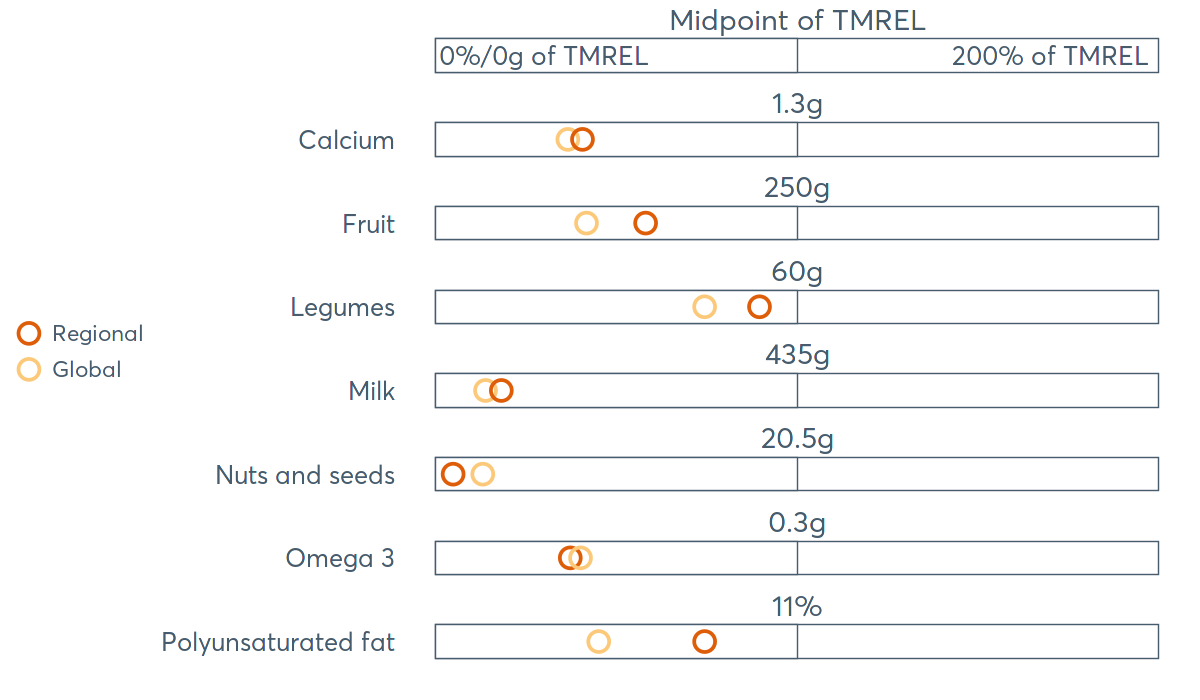 Midpoint of TMREL
0%/0g of TMREL 200% of TMREL
1.3g
Calcium
250g
Fruit
60g
Legumes
Regional
435g
Global
Milk
20.5g
Nuts and seeds
0.3g
Omega 3
11%
Polyunsaturated fat